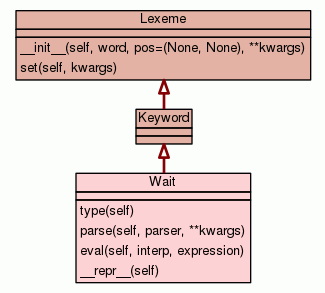 Lexeme
__init__(self, word, pos=(None, None), **kwargs)
set(self, kwargs)
Keyword
Wait
type(self)
parse(self, parser, **kwargs)
eval(self, interp, expression)
__repr__(self)